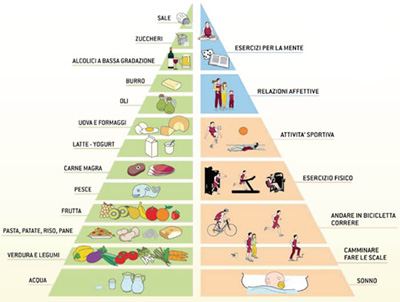 SALE
ZUCCHERI
ALCOLICI A BASSA GRADAZIONE
BURRO
OLI
UOVA E FORMAGGI
LATTE - YOGURT
CARNE MAGRA
PESCE
FRUTTA
PASTA, PATATE, RISO, PANE
VERDURA E LEGUMI
ACQUA
ESERCIZI PER LA MENTE
RELAZIONI AFFETTIVE
ATTIVITA' SPORTIVA
ESERCIZIO FISICO
ANDARE IN BICICLETTA
CORRERE
CAMMINARE
FARE LE SCALE
SONNO